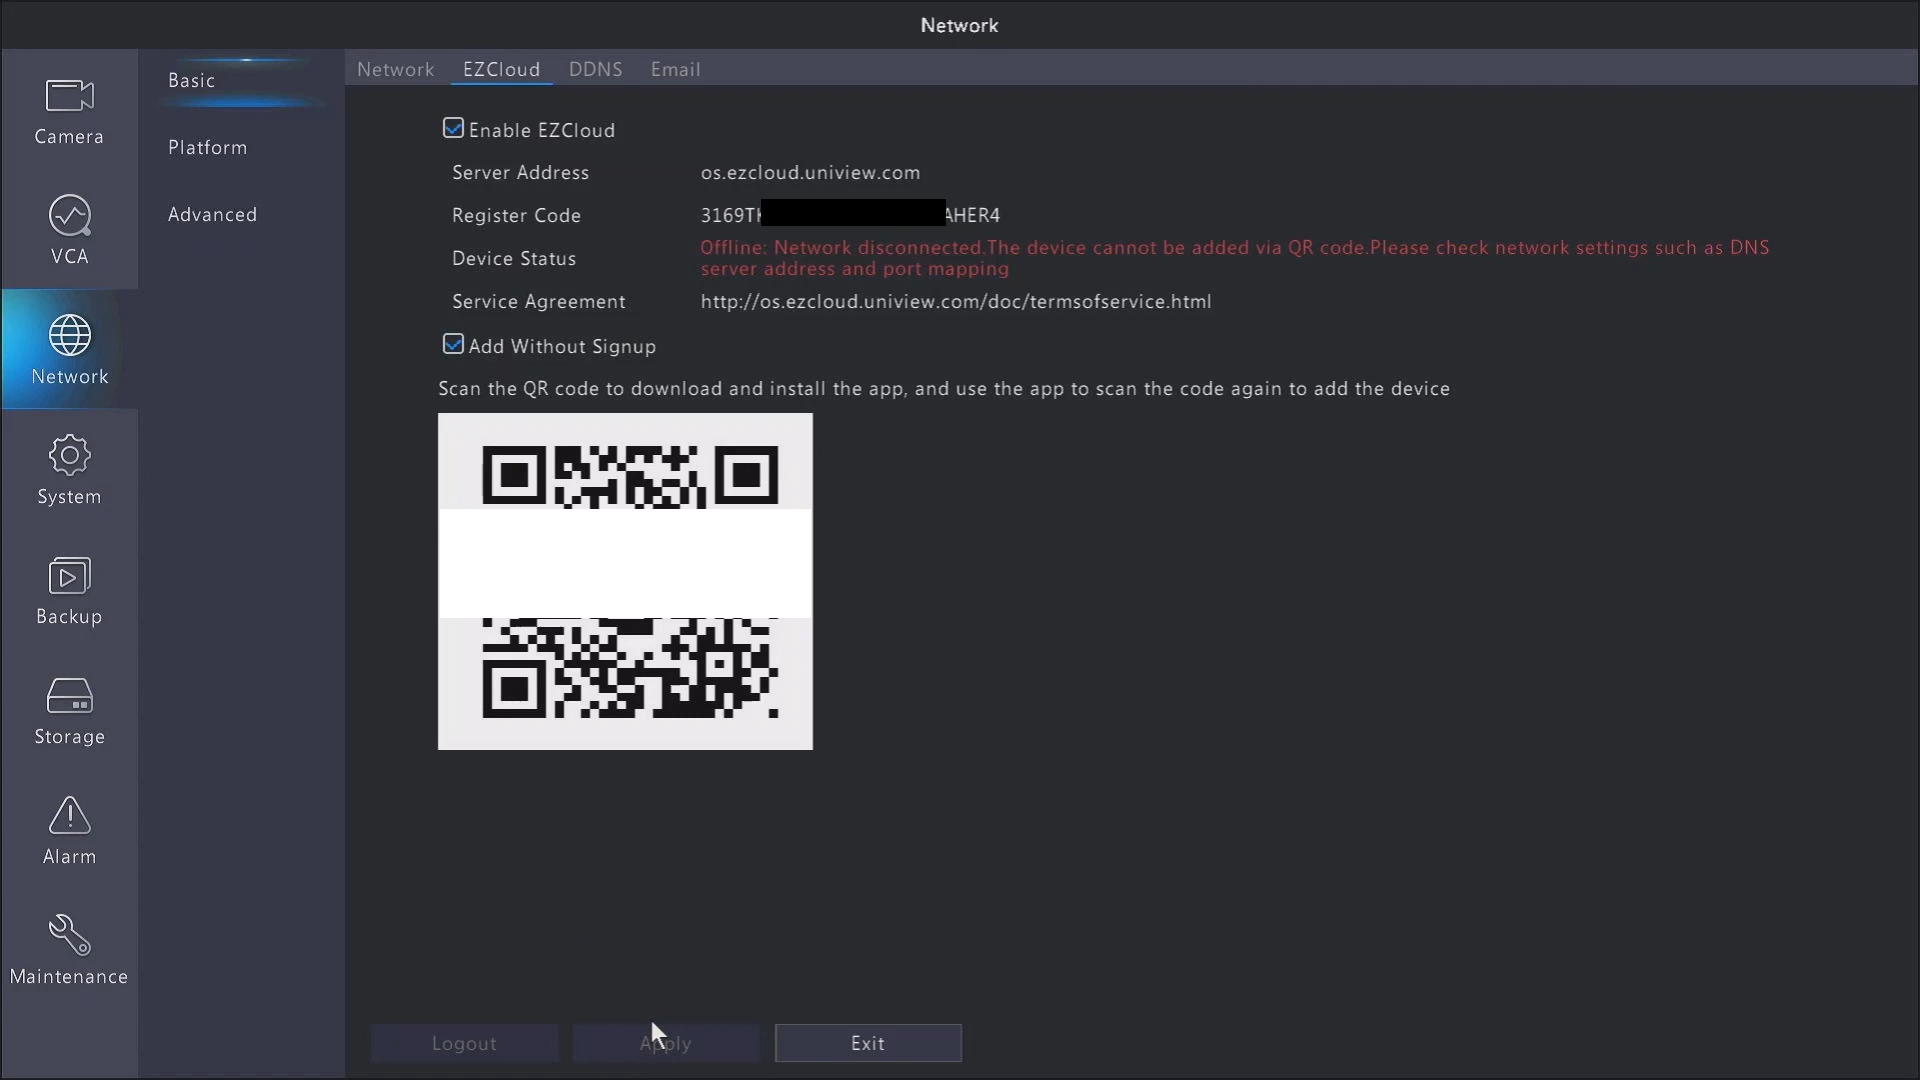 Network
Camera
VCA
Network
System
Backup
Storage
Alarm
Maintenance
Basic
Platform
Advanced
Network EZCloud DDNS Email
Enable EZCloud
Server Address os.ezcloud.uniview.com
Register Code 3169TK AHER4
Device Status Offline: Network disconnected.The device cannot be added via QR code.Please check network settings such as DNS
server address and port mapping
Service Agreement http://os.ezcloud.uniview.com/doc/termsofservice.html
Add Without Signup
Scan the QR code to download and install the app, and use the app to scan the code again to add the device
Logout Apply Exit